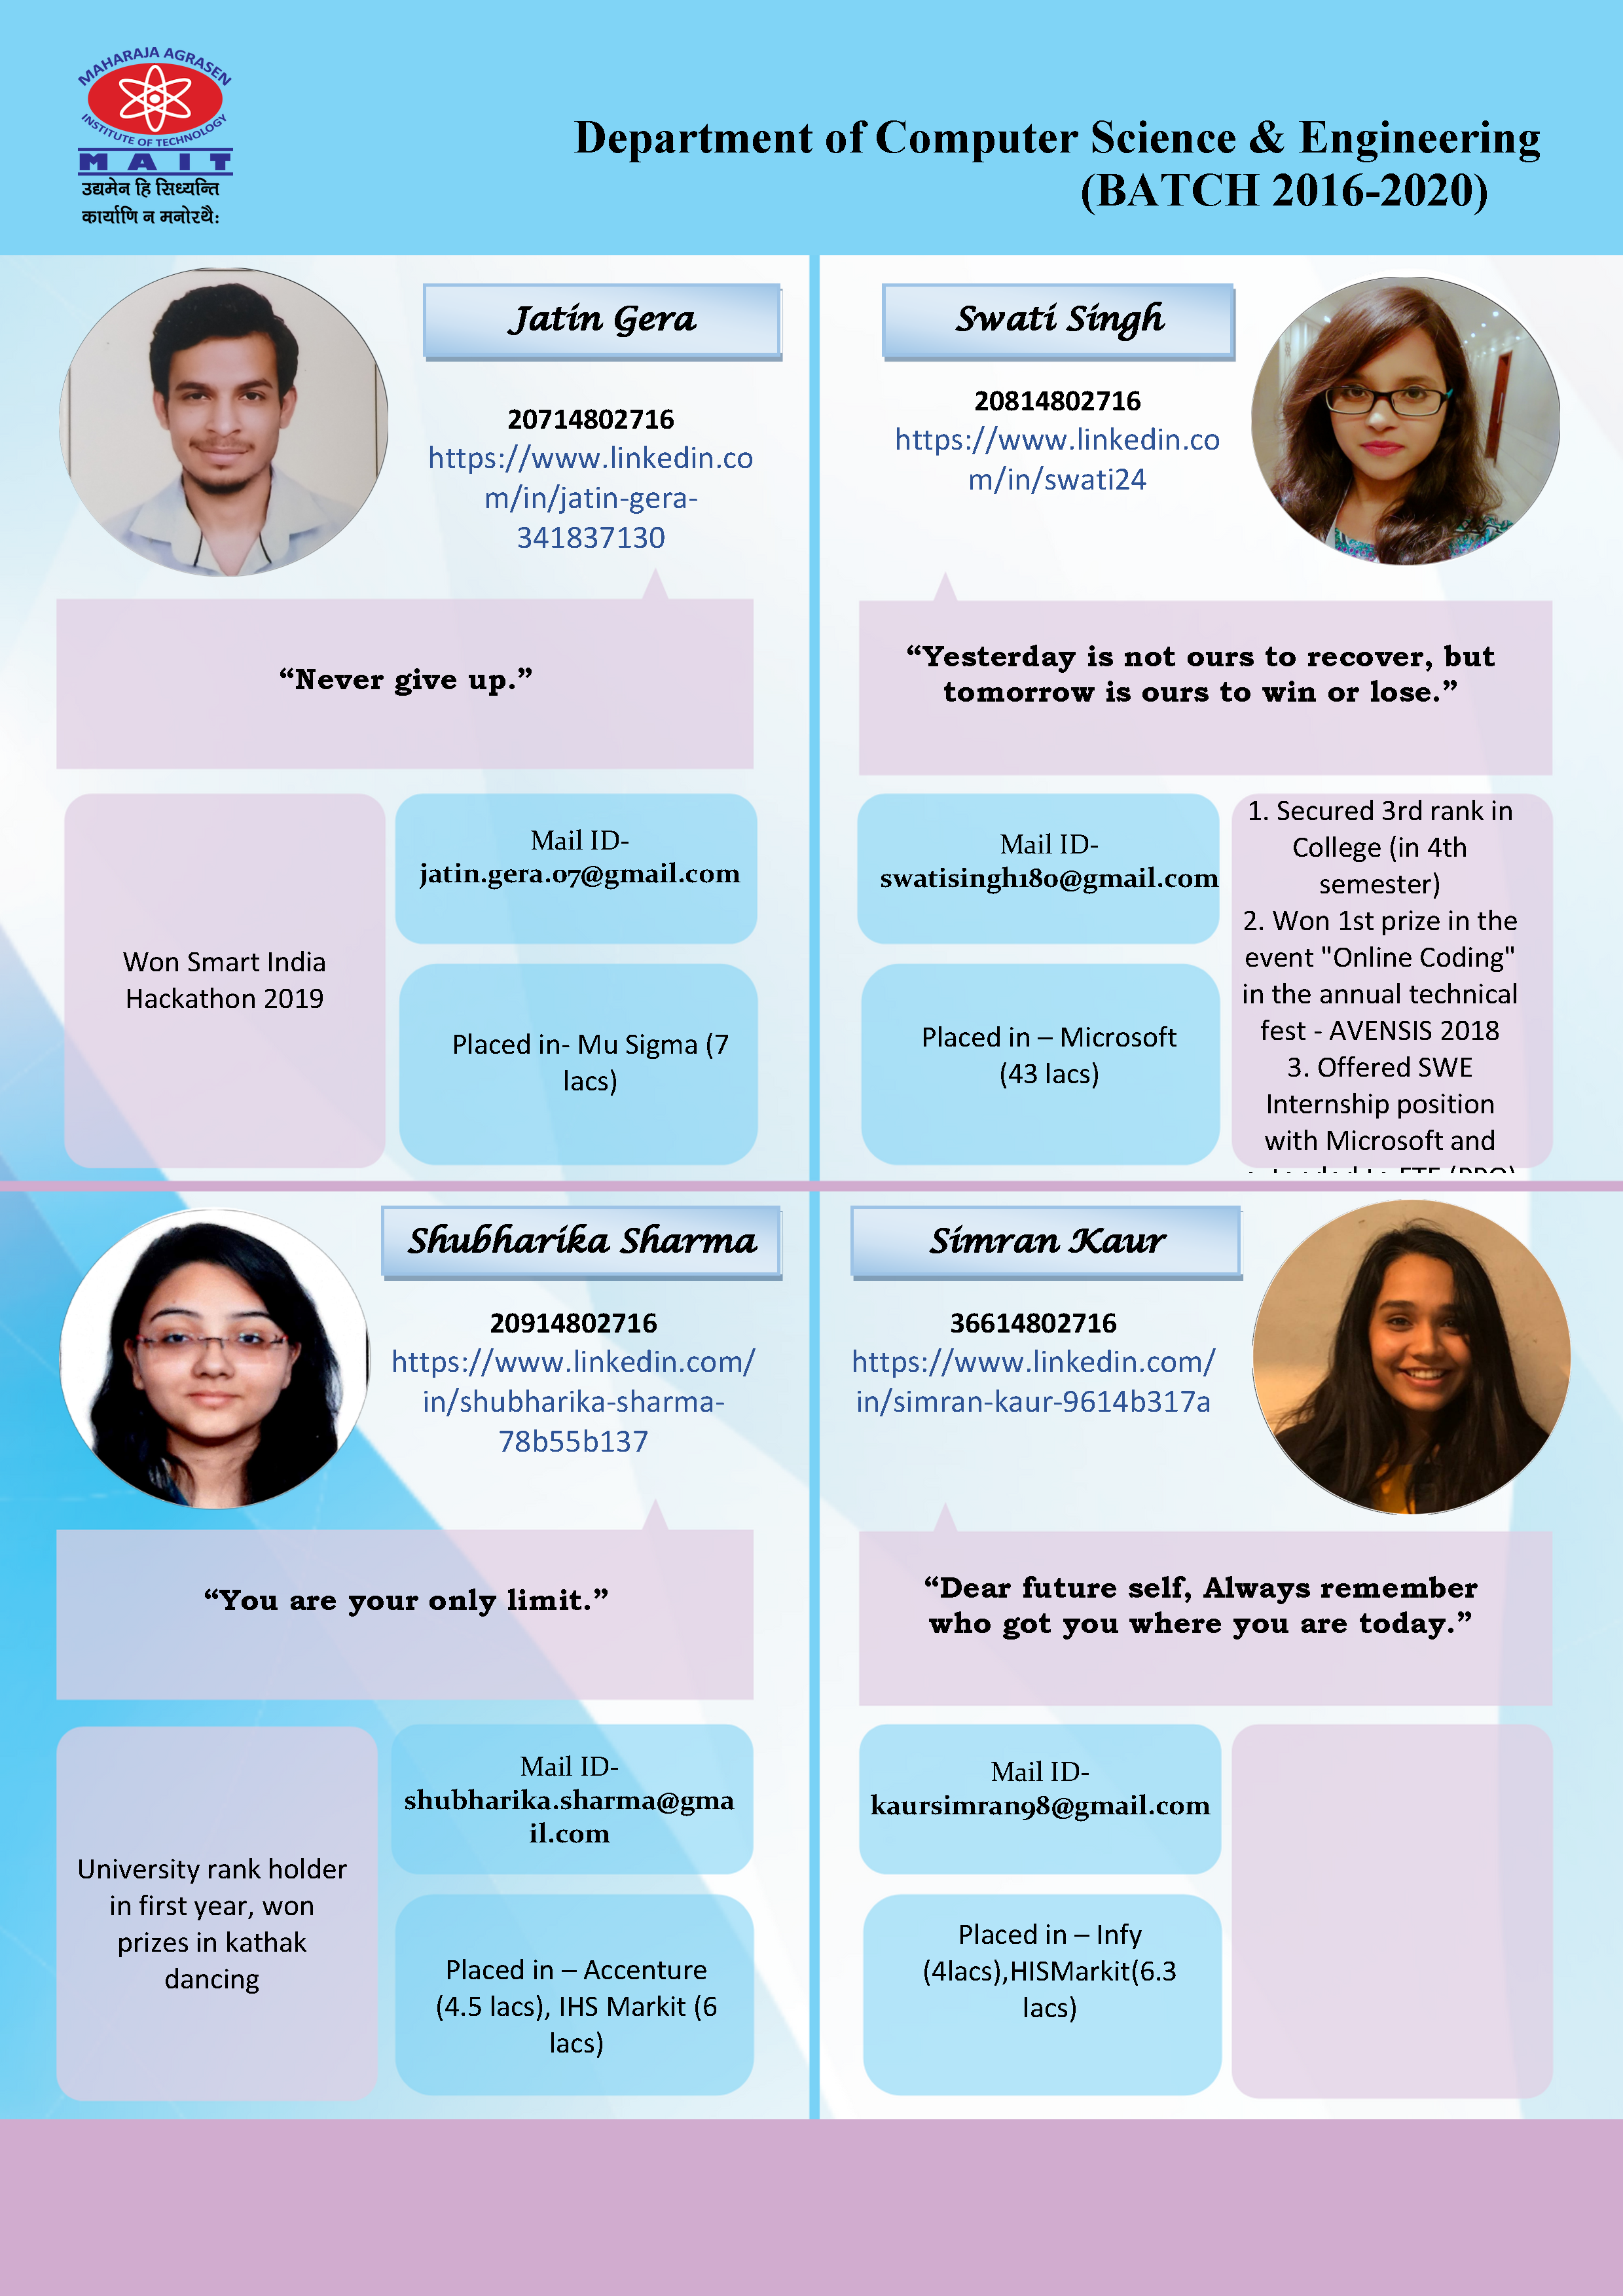 MAHARAJA AGRASEN
INSTITUTE OF TECHNOLOGY
MAIT
उद्यमेन हि सिध्यन्ति
कार्याणि न मनोरथै:
Department of Computer Science & Engineering
(BATCH 2016-2020)
Jatin Gera
20714802716
https://www.linkedin.co
m/in/jatin-gera-
341837130
“Never give up.”
Won Smart India
Hackathon 2019
Mail ID-
jatin.gera.07@gmail.com
Placed in- Mu Sigma (7
lacs)
Swati Singh
20814802716
https://www.linkedin.co
m/in/swati24
“Yesterday is not ours to recover, but
tomorrow is ours to win or lose.”
Mail ID-
swatisingh180@gmail.com
Placed in – Microsoft
(43 lacs)
1. Secured 3rd rank in
College (in 4th
semester)
2. Won 1st prize in the
event "Online Coding"
in the annual technical
fest - AVENSIS 2018
3. Offered SWE
Internship position
with Microsoft and
Shubharika Sharma
20914802716
https://www.linkedin.com/
in/shubharika-sharma-
78b55b137
“You are your only limit.”
University rank holder
in first year, won
prizes in kathak
dancing
Mail ID-
shubharika.sharma@gma
il.com
Placed in – Accenture
(4.5 lacs), IHS Markit (6
lacs)
Simran Kaur
36614802716
https://www.linkedin.com/
in/simran-kaur-9614b317a
“Dear future self, Always remember
who got you where you are today.”
Mail ID-
kaursimran98@gmail.com
Placed in – Infy
(4lacs),HISMarkit(6.3
lacs)